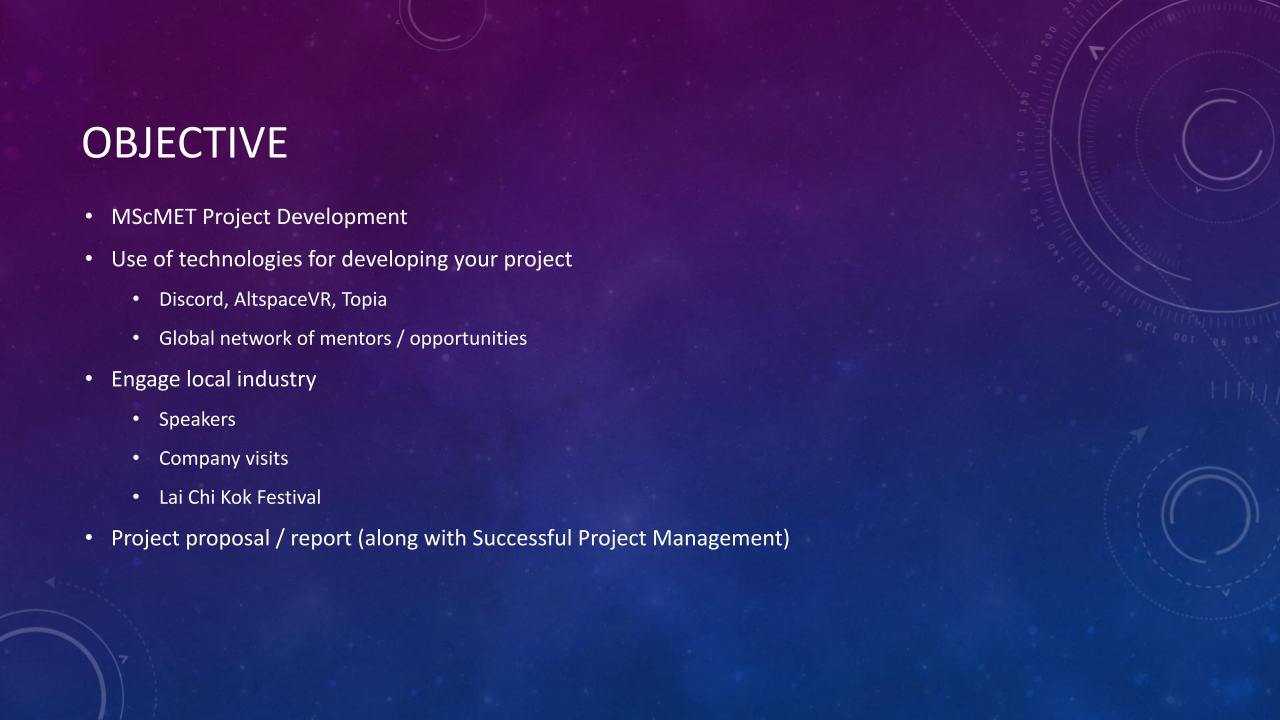 OBJECTIVE
• MScMET Project Development
• Use of technologies for developing your project
• Discord, AltspaceVR, Topia
• Global network of mentors / opportunities
• Engage local industry
• Speakers
• Company visits
• Lai Chi Kok Festival
• Project proposal / report (along with Successful Project Management)